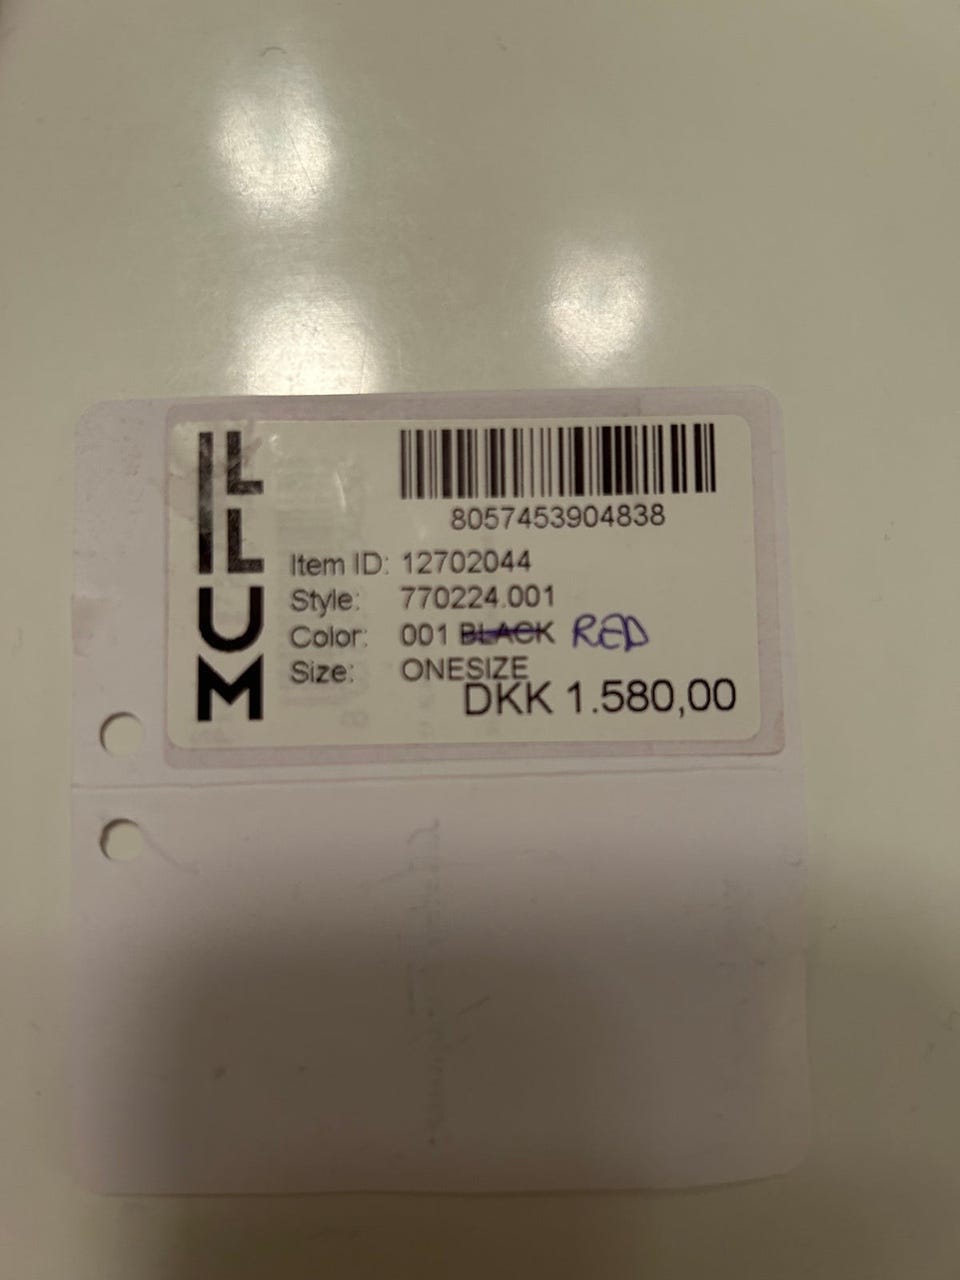 ILLUM
8057453904838
Item ID: 12702044
Style: 770224.001
Color: 001 BLACK RED
Size: ONESIZE
DKK 1.580,00